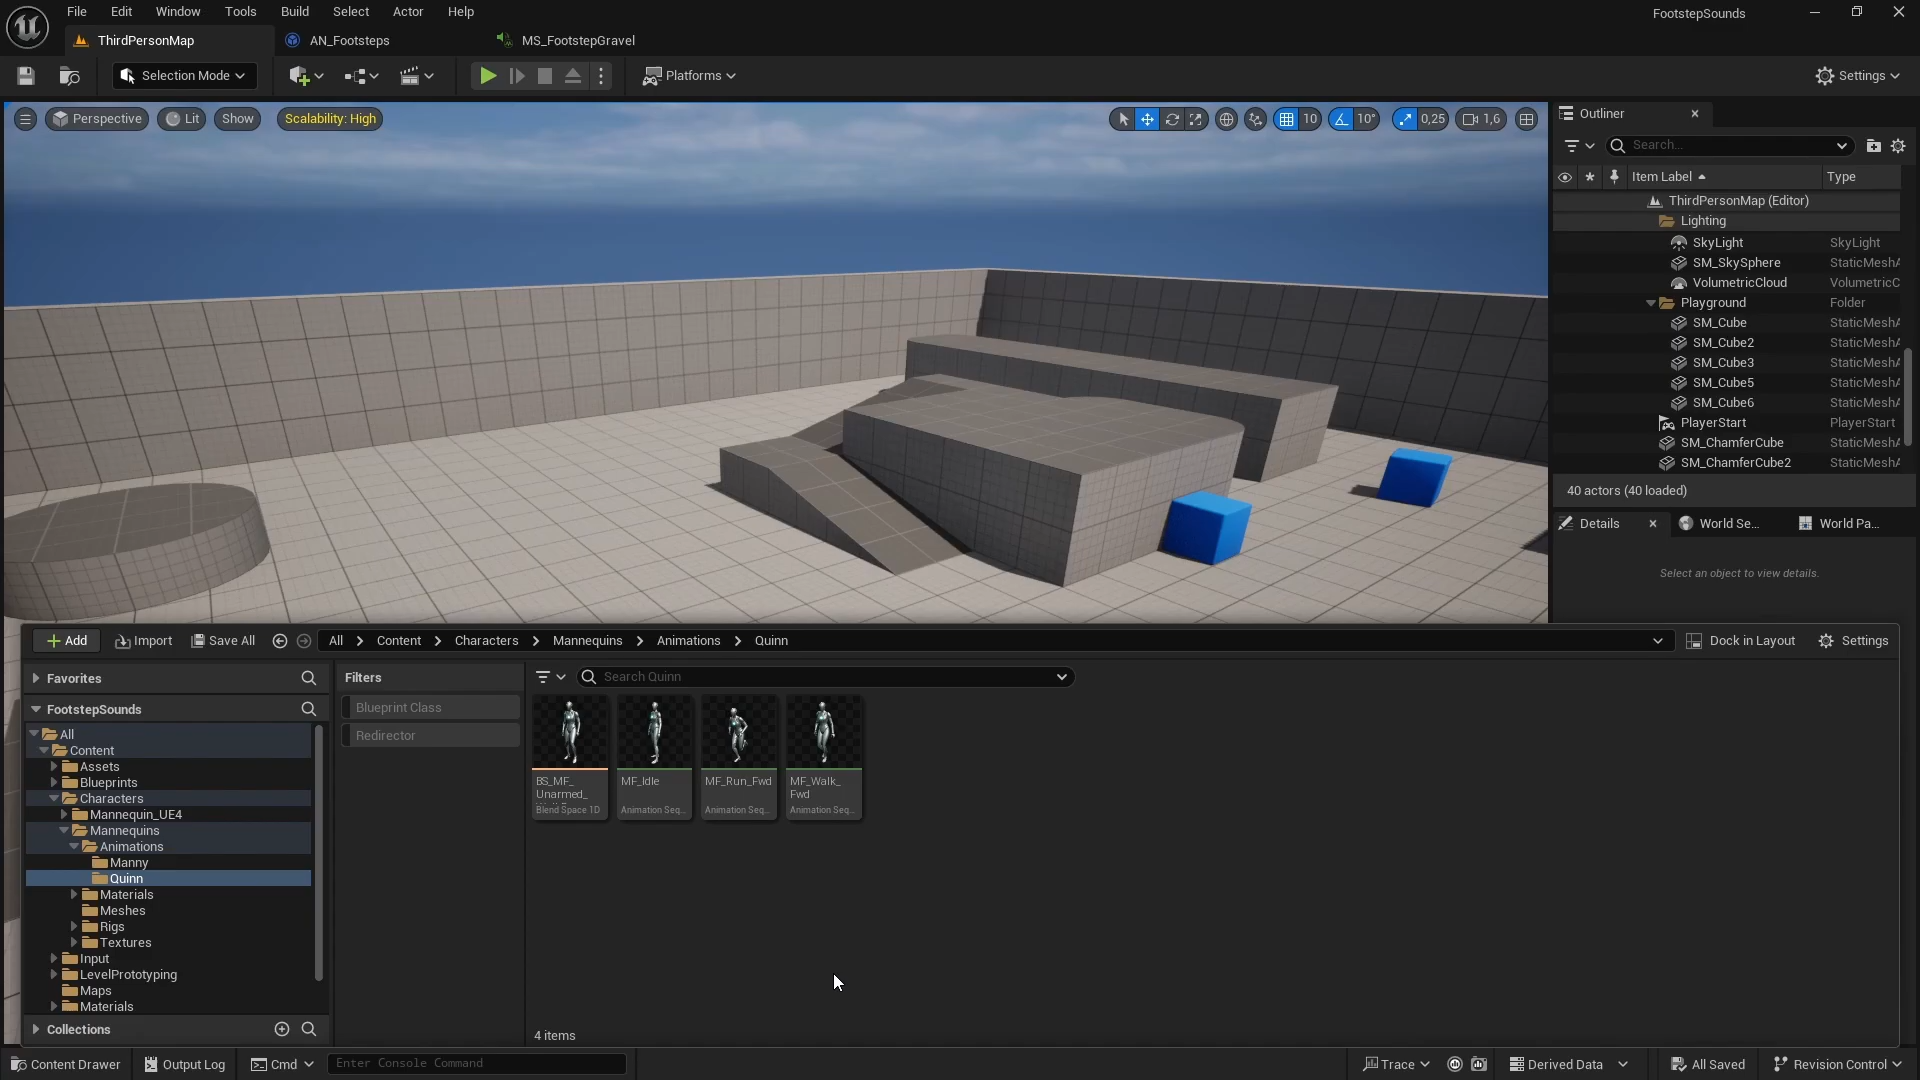 File Edit Window Tools Build Select Actor Help FootstepSounds
ThirdPersonMap AN_Footsteps MS_FootstepGravel
Selection Mode Platforms Settings
Perspective Lit Show Scalability: High 10 10° 0,25 1,6
Outliner
Search...
Item Label Type
ThirdPersonMap (Editor)
Lighting
SkyLight SkyLight
SM_SkySphere StaticMeshA
VolumetricCloud VolumetricC
Playground Folder
SM_Cube StaticMeshA
SM_Cube2 StaticMeshA
SM_Cube3 StaticMeshA
SM_Cube5 StaticMeshA
SM_Cube6 StaticMeshA
PlayerStart PlayerStart
SM_ChamferCube StaticMeshA
SM_ChamferCube2 StaticMeshA
40 actors (40 loaded)
Details World Se... World Pa...
Select an object to view details.
Add Import Save All All Content Characters Mannequins Animations Quinn Dock in Layout Settings
Favorites
FootstepSounds
All
Content
Assets
Blueprints
Characters
Mannequin_UE4
Mannequins
Animations
Manny
Quinn
Materials
Meshes
Rigs
Textures
Input
LevelPrototyping
Maps
Materials
Collections
Filters
Blueprint Class
Redirector
Search Quinn
BS_MF_
Unarmed_
Blend Space 1D
MF_Idle
Animation Seq...
MF_Run_Fwd
Animation Seq...
MF_Walk_
Fwd
Animation Seq...
4 items
Content Drawer Output Log Cmd Enter Console Command Trace Derived Data All Saved Revision Control